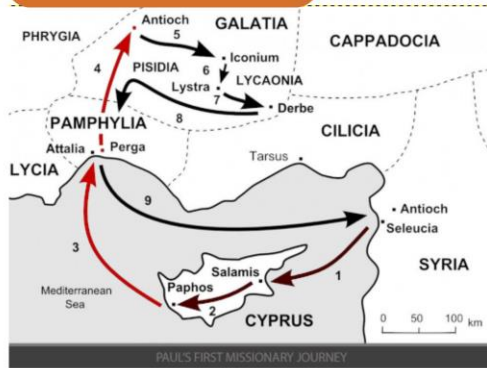 Antioch
GALATIA
PHRYGIA
5
CAPPADOCIA
Iconium
4
PISIDIA
6
LYCAONIA
Lystra
7
Derbe
8
PAMPHYLIA
CILICIA
Attalia
Perga
Tarsus
LYCIA
9
Antioch
Seleucia
3
Salamis
1
SYRIA
Paphos
Mediterranean
Sea
2
CYPRUS
0 50 100
km
PAUL'S FIRST MISSIONARY JOURNEY